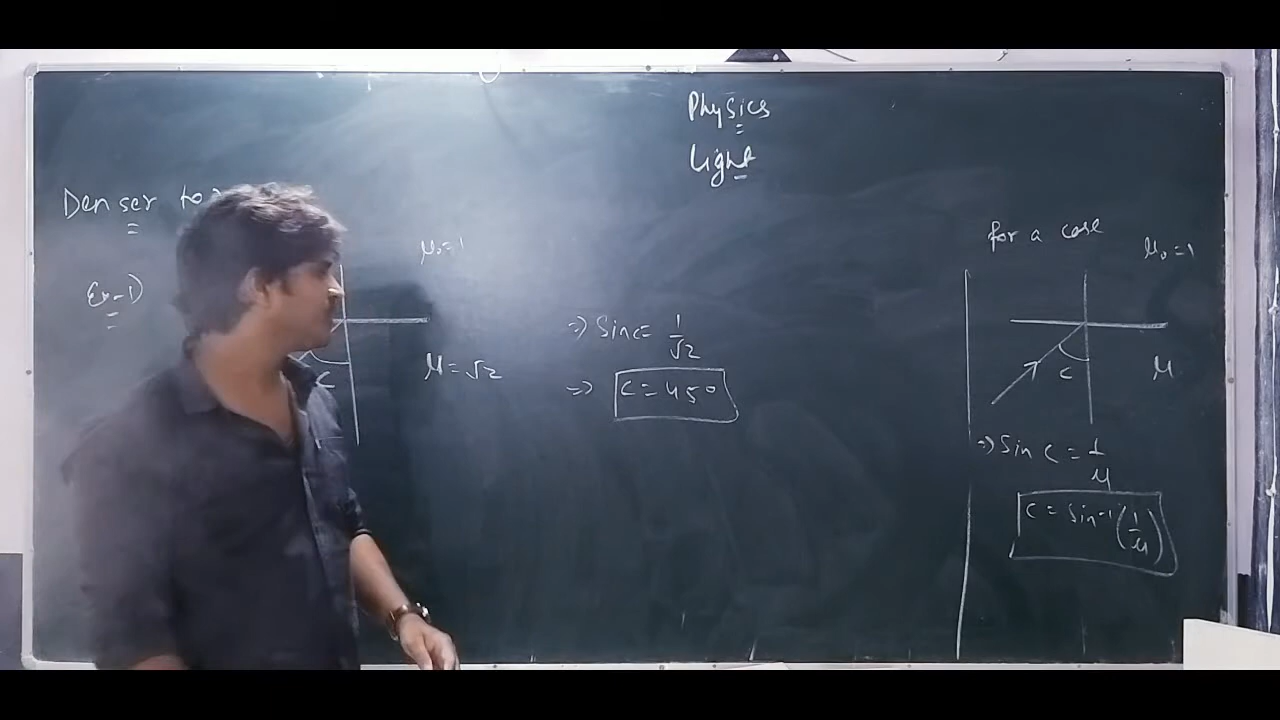 Physics
Light
Denser to
Ex-1)
μ₀=1
C
μ=√2
=) Sinc= 1/√2
=) C=45°
for a case
μ₀=1
C
μ
=) Sin C = 1/μ
C = Sin⁻¹(1/μ)